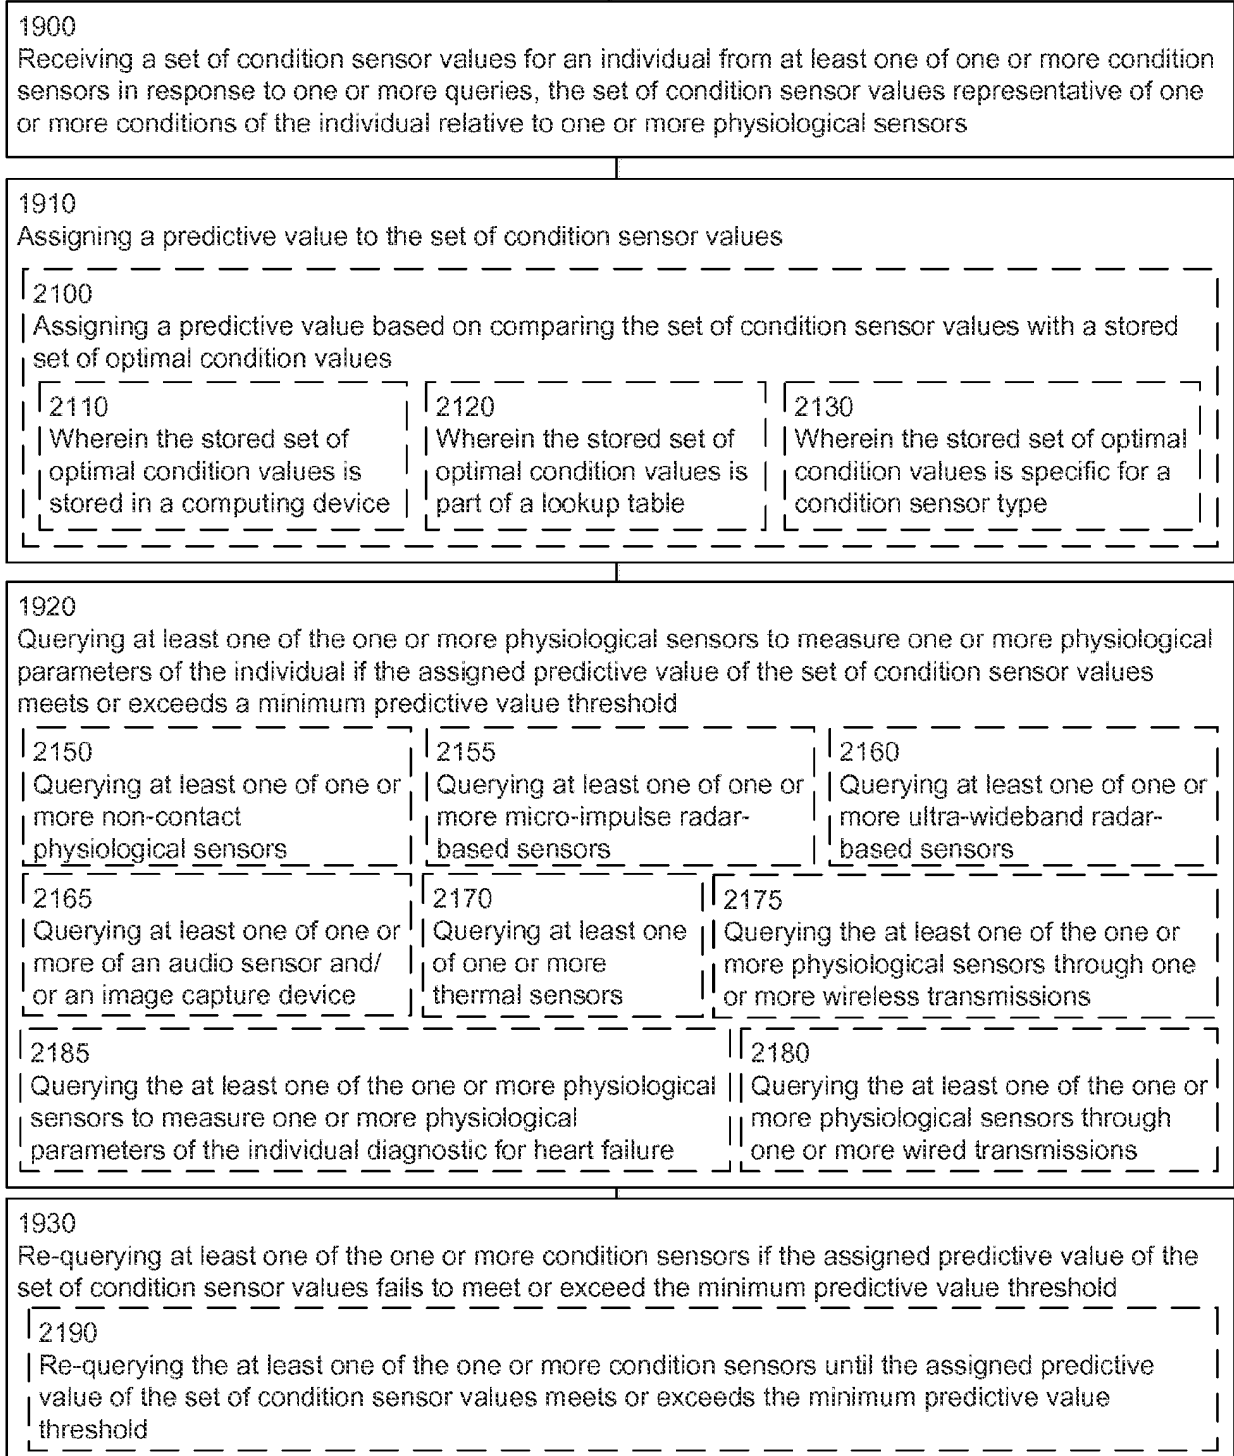 1900
Receiving a set of condition sensor values for an individual from at least one of one or more condition
sensors in response to one or more queries, the set of condition sensor values representative of one
or more conditions of the individual relative to one or more physiological sensors
1910
Assigning a predictive value to the set of condition sensor values
2100
Assigning a predictive value based on comparing the set of condition sensor values with a stored
set of optimal condition values
2110
Wherein the stored set of
optimal condition values is
stored in a computing device
2120
Wherein the stored set of
optimal condition values is
part of a lookup table
2130
Wherein the stored set of optimal
condition values is specific for a
condition sensor type
1920
Querying at least one of the one or more physiological sensors to measure one or more physiological
parameters of the individual if the assigned predictive value of the set of condition sensor values
meets or exceeds a minimum predictive value threshold
2150
Querying at least one of one or
more non-contact
physiological sensors
2155
Querying at least one of one or
more micro-impulse radar-
based sensors
2160
Querying at least one of one or
more ultra-wideband radar-
based sensors
2165
Querying at least one of one or
more of an audio sensor and/
or an image capture device
2170
Querying at least one
of one or more
thermal sensors
2175
Querying the at least one of the one or
more physiological sensors through one
or more wireless transmissions
2185
Querying the at least one of the one or more physiological
sensors to measure one or more physiological
parameters of the individual diagnostic for heart failure
2180
Querying the at least one of the one or
more physiological sensors through
one or more wired transmissions
1930
Re-querying at least one of the one or more condition sensors if the assigned predictive value of the
set of condition sensor values fails to meet or exceed the minimum predictive value threshold
2190
Re-querying the at least one of the one or more condition sensors until the assigned predictive
value of the set of condition sensor values meets or exceeds the minimum predictive value
threshold